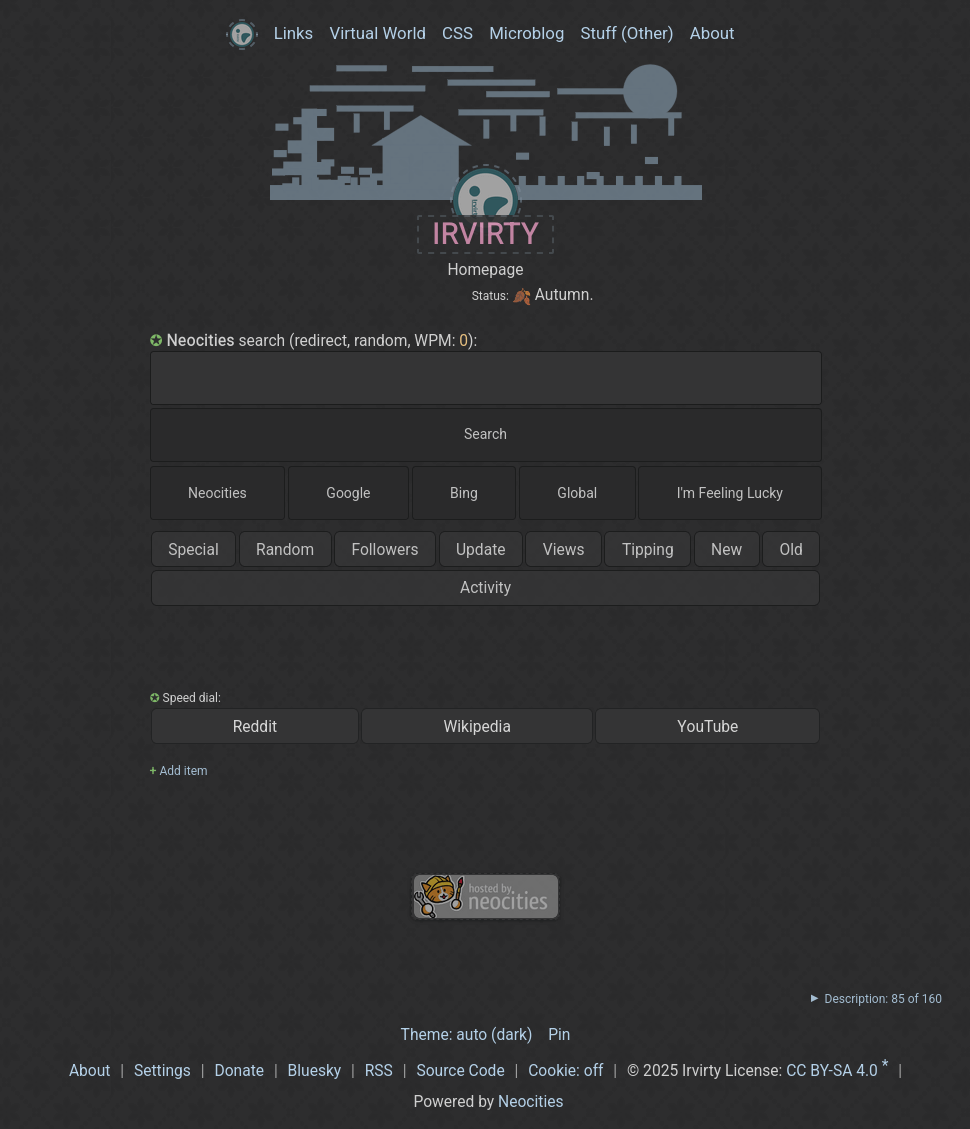 Links Virtual World CSS Microblog Stuff (Other) About
IRVIRTY
Homepage
Status: 🍂 Autumn.
✪ Neocities search (redirect, random, WPM: 0):
Search
Neocities Google Bing Global I'm Feeling Lucky
Special Random Followers Update Views Tipping New Old
Activity
✪ Speed dial:
Reddit Wikipedia YouTube
+ Add item
hosted by
neocities
▶ Description: 85 of 160
Theme: auto (dark) Pin
About | Settings | Donate | Bluesky | RSS | Source Code | Cookie: off | © 2025 Irvirty License: CC BY-SA 4.0 * |
Powered by Neocities